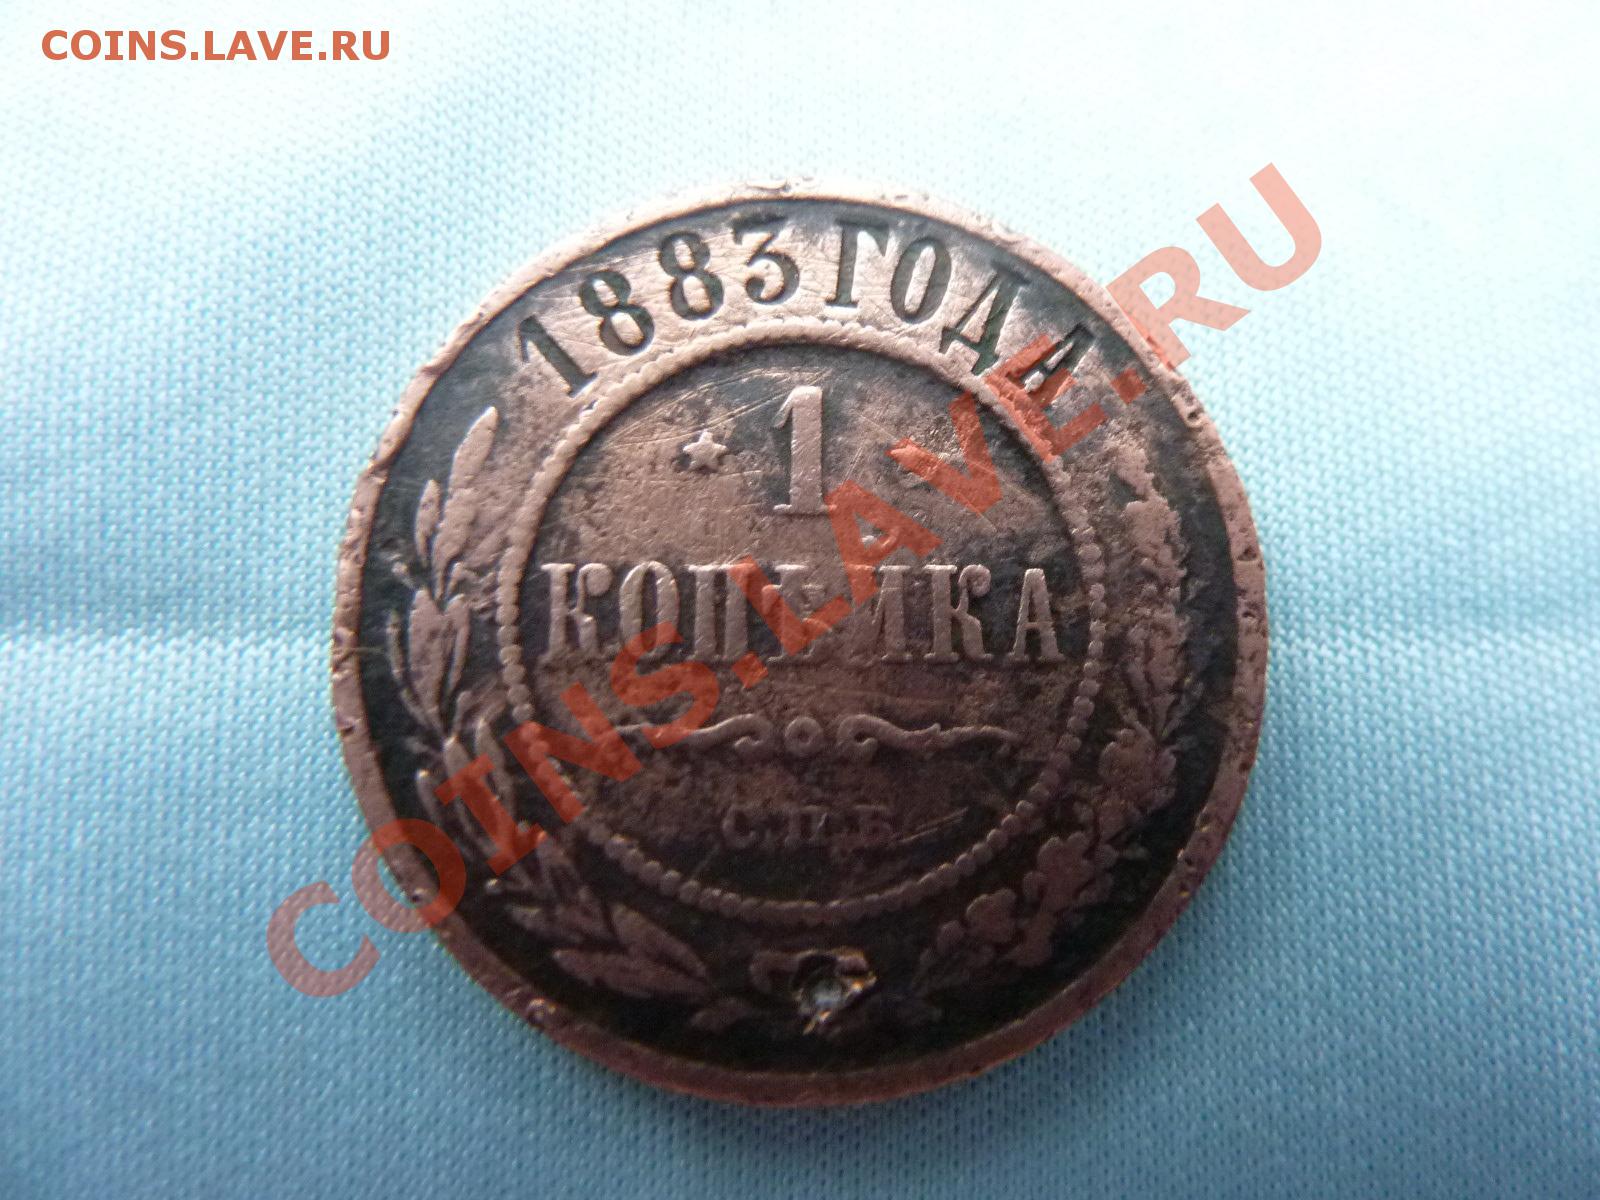 COINS.LAVE.RU
1883 ГОДА
1
КОПѢЙКА
С.П.Б.
COINS.LAVE.RU